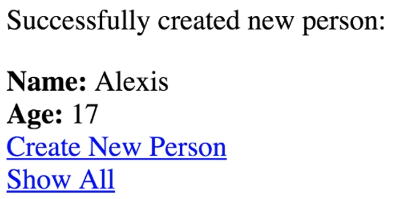 Successfully created new person:
Name: Alexis
Age: 17
Create New Person
Show All